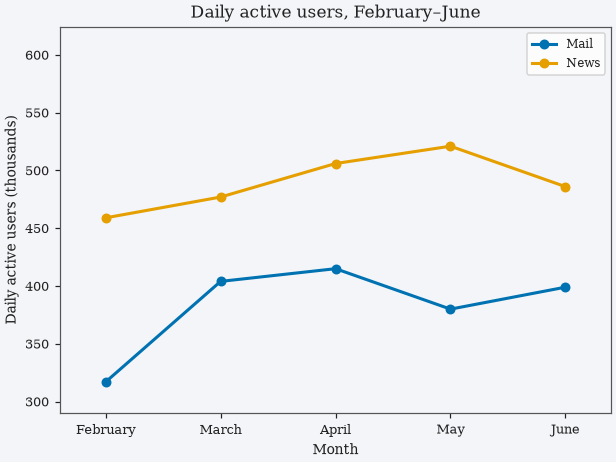 Daily active users, February–June
Mail
News
600
550
500
450
400
350
300
Daily active users (thousands)
February March April May June
Month